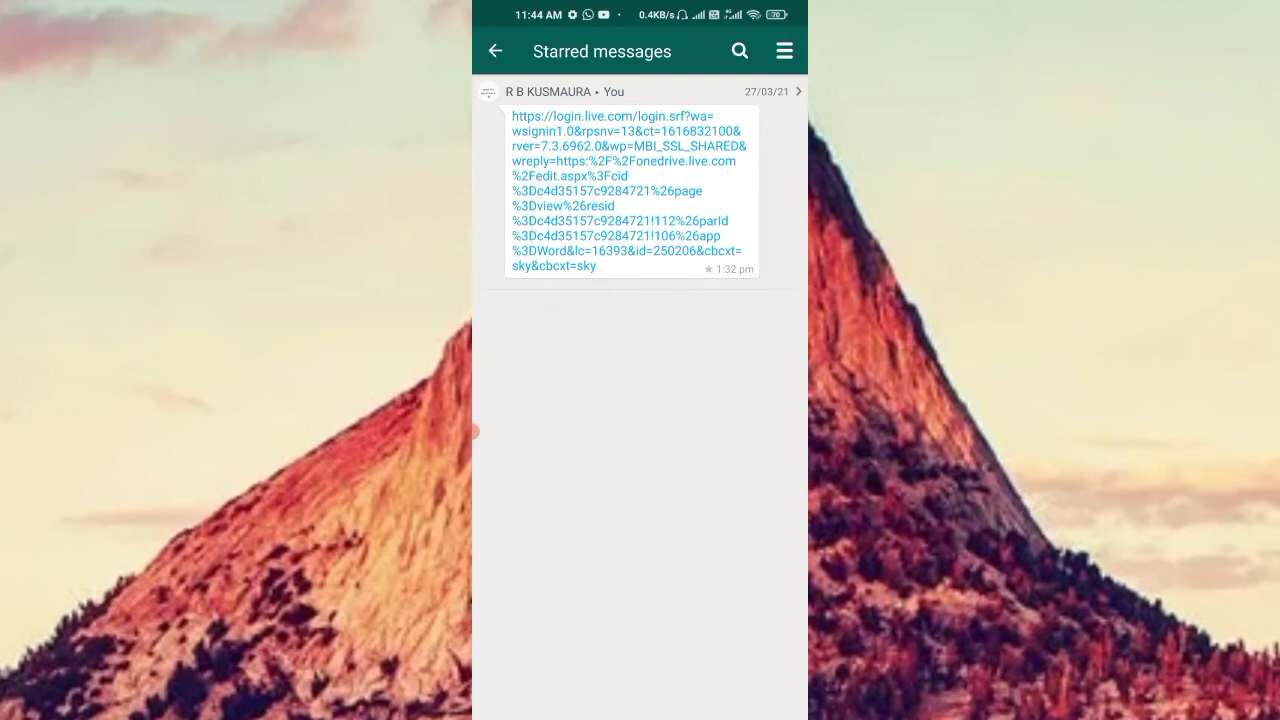 11:44 AM 0.4KB/s 70
Starred messages
R B KUSMAURA ▸ You 27/03/21
https://login.live.com/login.srf?wa=
wsignin1.0&rpsnv=13&ct=1616832100&
rver=7.3.6962.0&wp=MBI_SSL_SHARED&
wreply=https:%2F%2Fonedrive.live.com
%2Fedit.aspx%3Fcid
%3Dc4d35157c9284721%26page
%3Dview%26resid
%3Dc4d35157c9284721!112%26parId
%3Dc4d35157c9284721!106%26app
%3DWord&lc=16393&id=250206&cbcxt=
sky&cbcxt=sky
1:32 pm